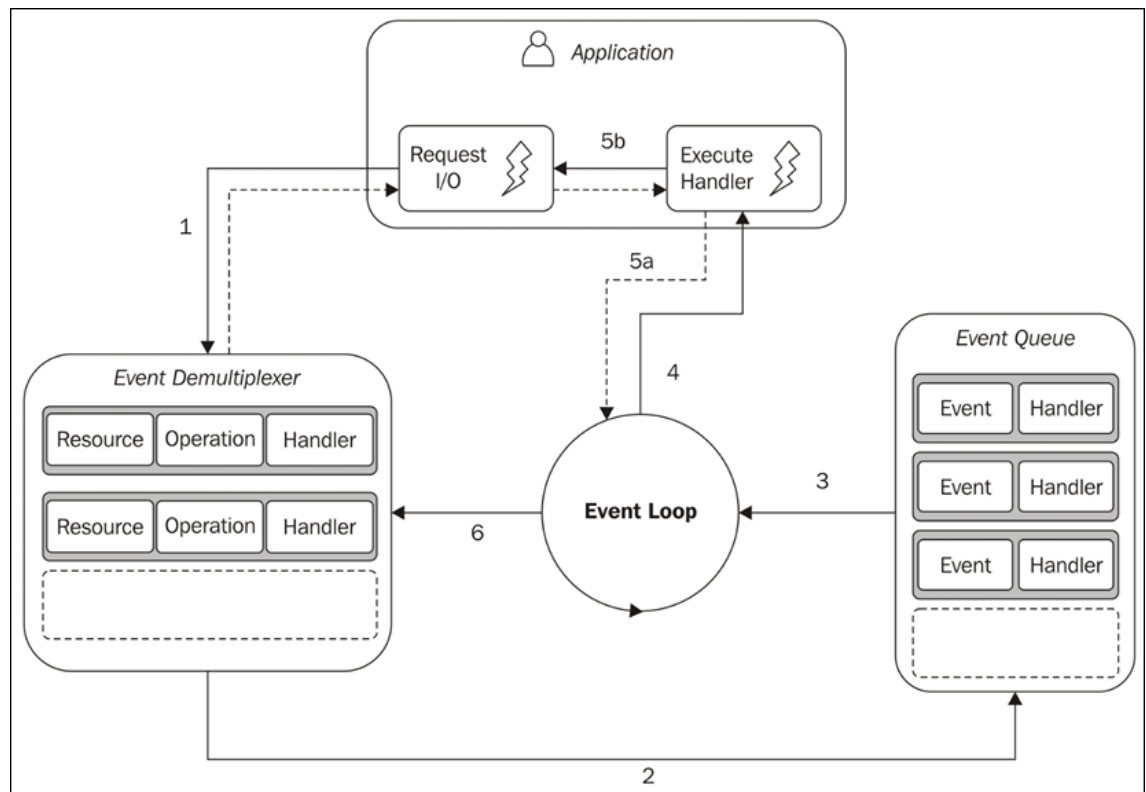 Application
Request
I/O
5b
Execute
Handler
1
5a
4
Event Demultiplexer
Resource Operation Handler
Resource Operation Handler
6
Event Loop
3
Event Queue
Event Handler
Event Handler
Event Handler
2